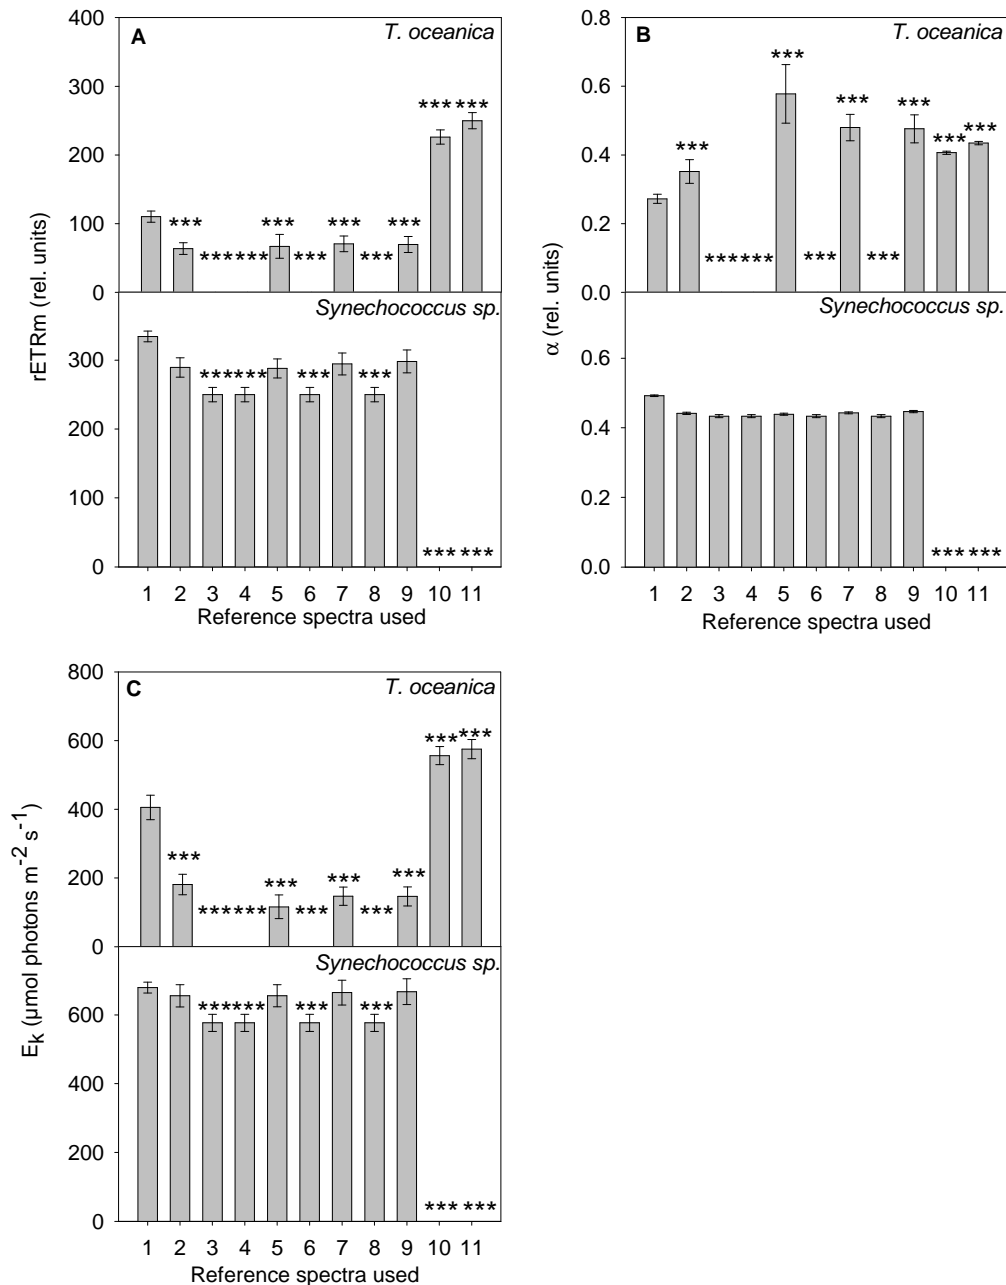 A
T. oceanica
400
300
200
100
0
*** ****** *** *** *** *** *** ******
Synechococcus sp.
300
200
100
0
****** *** *** *** ***
rETRm (rel. units)
1 2 3 4 5 6 7 8 9 10 11
Reference spectra used
B
T. oceanica
0.8
0.6
0.4
0.2
0.0
*** ****** *** *** *** *** *** *** ***
Synechococcus sp.
0.6
0.4
0.2
0.0
*** ***
α (rel. units)
1 2 3 4 5 6 7 8 9 10 11
Reference spectra used
C
T. oceanica
800
600
400
200
0
*** ****** *** *** *** *** *** *** ***
Synechococcus sp.
600
400
200
0
****** *** *** *** ***
Ek (µmol photons m-2 s-1)
1 2 3 4 5 6 7 8 9 10 11
Reference spectra used